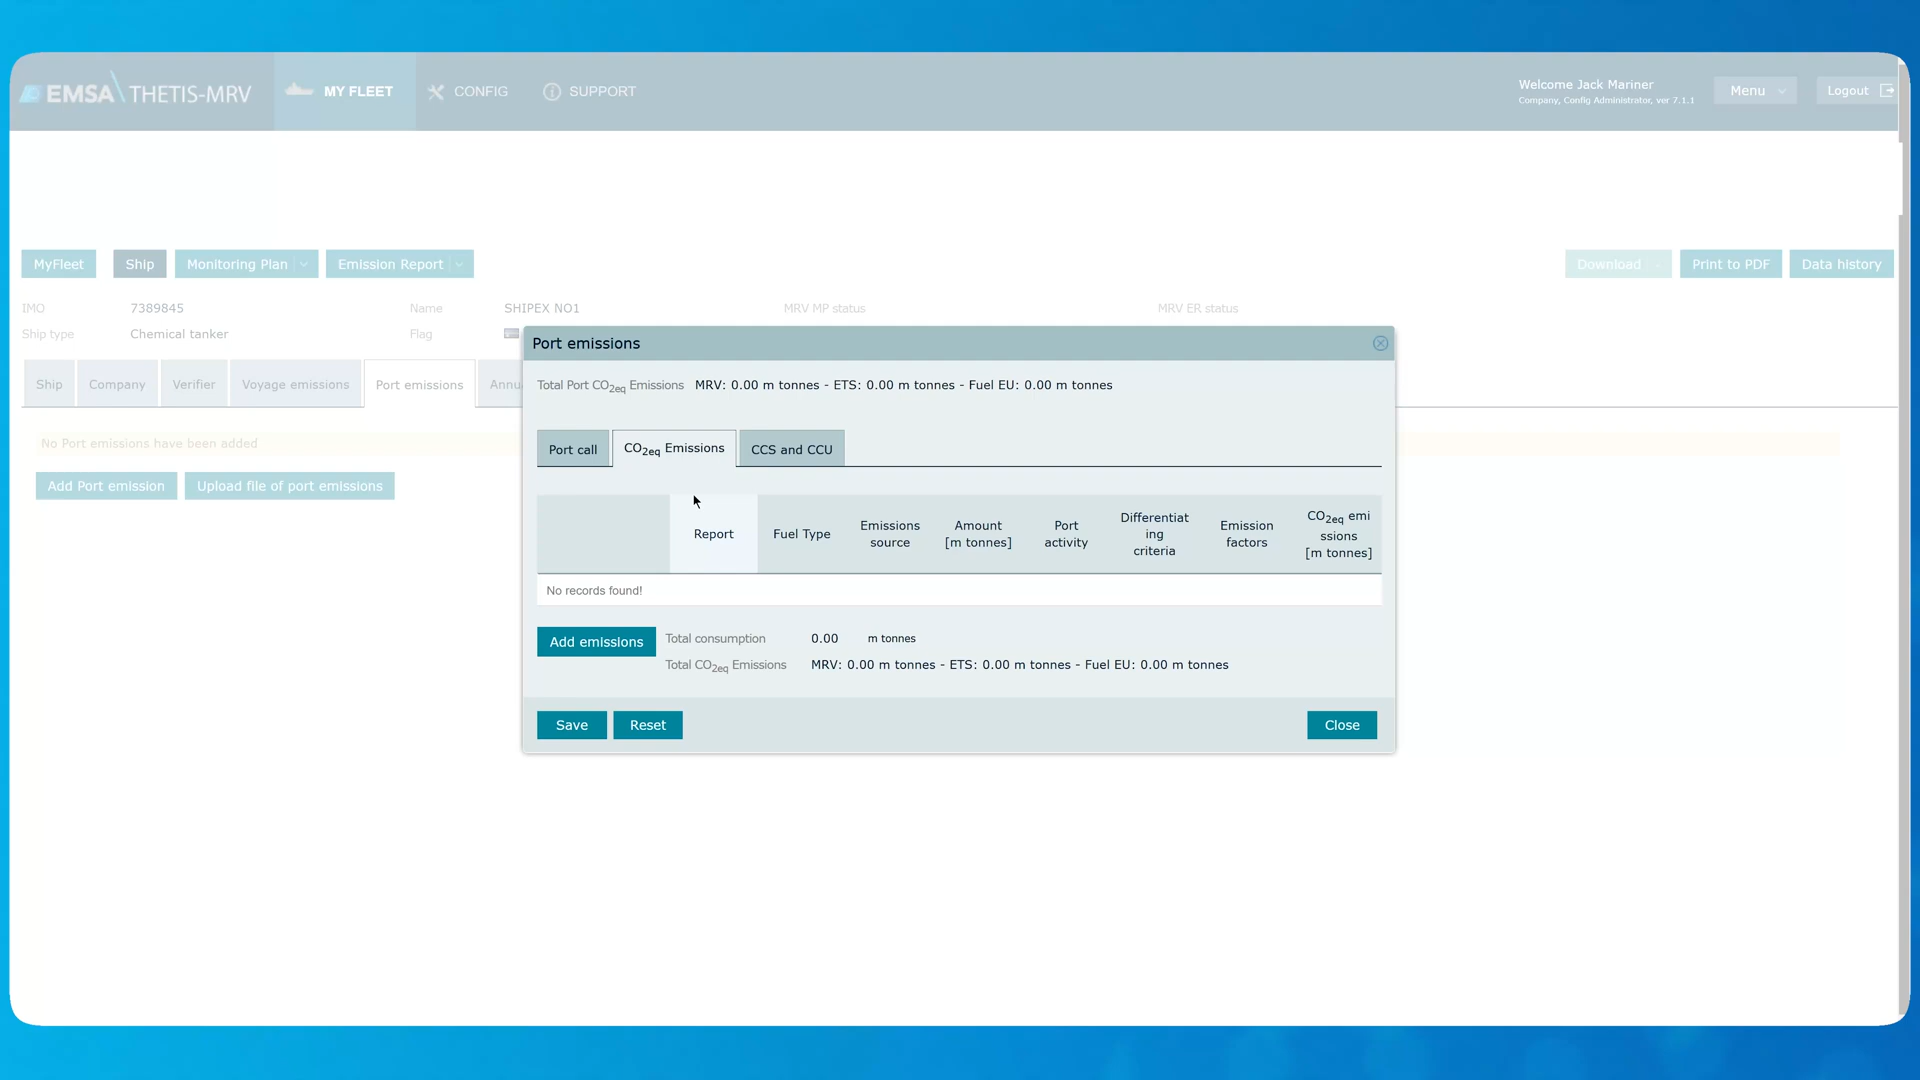 EMSA THETIS-MRV
MY FLEET
CONFIG
SUPPORT
Welcome Jack Mariner
Company, Config Administrator, ver 7.1.1
Menu
Logout
MyFleet
Ship
Monitoring Plan
Emission Report
Download
Print to PDF
Data history
IMO 7389845 Name SHIPEX NO1 MRV MP status MRV ER status
Ship type Chemical tanker Flag
Ship
Company
Verifier
Voyage emissions
Port emissions
Annu
No Port emissions have been added
Add Port emission
Upload file of port emissions
Port emissions
Total Port CO2eq Emissions MRV: 0.00 m tonnes - ETS: 0.00 m tonnes - Fuel EU: 0.00 m tonnes
Port call
CO2eq Emissions
CCS and CCU
Report
Fuel Type
Emissions
source
Amount
[m tonnes]
Port
activity
Differentiat
ing
criteria
Emission
factors
CO2eq emi
ssions
[m tonnes]
No records found!
Add emissions
Total consumption 0.00 m tonnes
Total CO2eq Emissions MRV: 0.00 m tonnes - ETS: 0.00 m tonnes - Fuel EU: 0.00 m tonnes
Save
Reset
Close